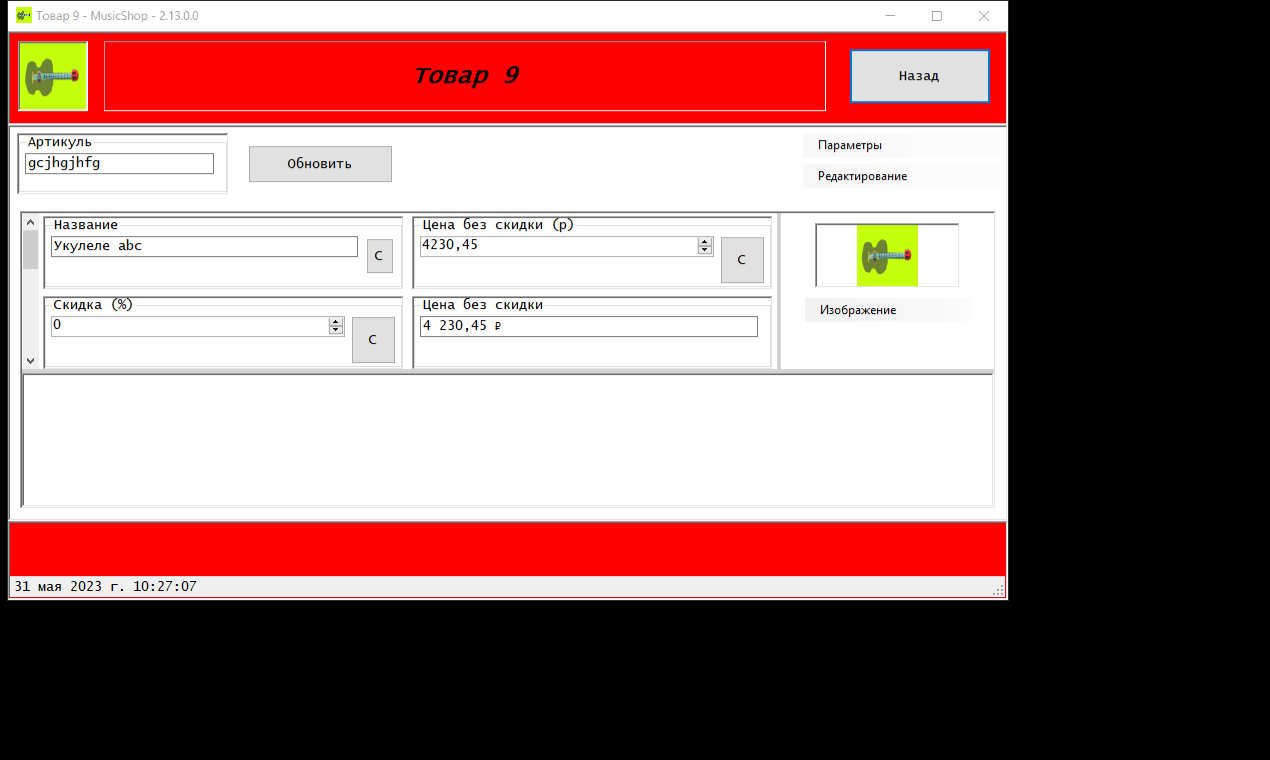 Товар 9 - MusicShop - 2.13.0.0
Товар 9
Назад
Артикуль
gcjhgjhfg
Обновить
Параметры
Редактирование
Название
Укулеле abc
C
Цена без скидки (р)
4230,45
C
Скидка (%)
0
C
Цена без скидки
4 230,45 ₽
Изображение
31 мая 2023 г. 10:27:07